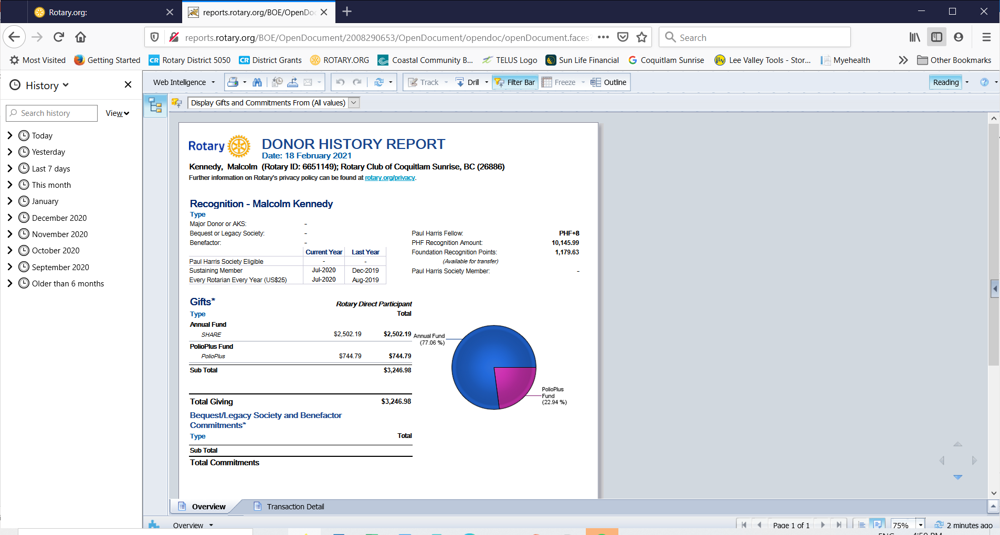 Rotary.org:
reports.rotary.org/BOE/OpenDoc
reports.rotary.org/BOE/OpenDocument/2008290653/OpenDocument/opendoc/openDocument.faces?
Search
Most Visited
Getting Started
CR Rotary District 5050
CR District Grants
ROTARY.ORG
Coastal Community B...
TELUS Logo
Sun Life Financial
G Coquitlam Sunrise
Lee Valley Tools - Stor...
Myehealth
Other Bookmarks
History
Search history
View
Today
Yesterday
Last 7 days
This month
January
December 2020
November 2020
October 2020
September 2020
Older than 6 months
Web Intelligence
Track
Drill
Filter Bar
Freeze
Outline
Reading
Display Gifts and Commitments From (All values)
Rotary
DONOR HISTORY REPORT
Date: 18 February 2021
Kennedy, Malcolm (Rotary ID: 6651149); Rotary Club of Coquitlam Sunrise, BC (26886)
Further information on Rotary's privacy policy can be found at rotary.org/privacy.
Recognition - Malcolm Kennedy
Type
Major Donor or AKS: -
Bequest or Legacy Society: -
Benefactor: -
Current Year Last Year
Paul Harris Society Eligible - -
Sustaining Member Jul-2020 Dec-2019
Every Rotarian Every Year (US$25) Jul-2020 Aug-2019
Paul Harris Fellow: PHF+8
PHF Recognition Amount: 10,145.99
Foundation Recognition Points: 1,179.63
(Available for transfer)
Paul Harris Society Member: -
Gifts* Rotary Direct Participant
Type Total
Annual Fund
SHARE $2,502.19 $2,502.19
PolioPlus Fund
PolioPlus $744.79 $744.79
Sub Total $3,246.98
Total Giving $3,246.98
Annual Fund
(77.06 %)
PolioPlus
Fund
(22.94 %)
Bequest/Legacy Society and Benefactor
Commitments*
Type Total
Sub Total
Total Commitments
Overview
Transaction Detail
Overview
Page 1 of 1
75%
2 minutes ago
ENG 4:50 PM